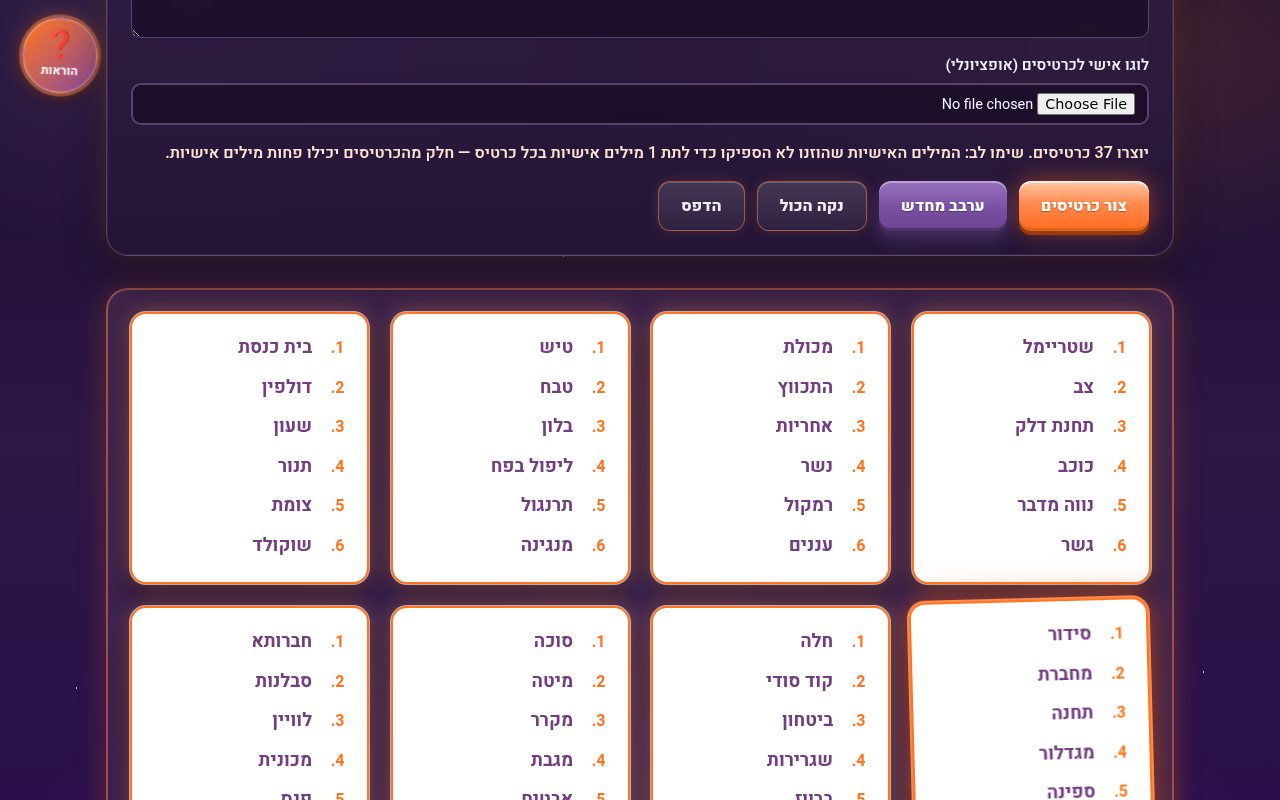 ❓
הוראות
לוגו אישי לכרטיסים (אופציונלי)
Choose File No file chosen
יוצרו 37 כרטיסים. שימו לב: המילים האישיות שהוזנו לא הספיקו כדי לתת 1 מילים אישיות בכל כרטיס — חלק מהכרטיסים יכילו פחות מילים אישיות.
צור כרטיסים
ערבב מחדש
נקה הכול
הדפס
1. שטריימל
2. צב
3. תחנת דלק
4. כוכב
5. נווה מדבר
6. גשר
1. מכולת
2. התכווץ
3. אחריות
4. נשר
5. רמקול
6. עננים
1. טיש
2. טבח
3. בלון
4. ליפול בפח
5. תרנגול
6. מנגינה
1. בית כנסת
2. דולפין
3. שעון
4. תנור
5. צומת
6. שוקולד
1. סידור
2. מחברת
3. תחנה
4. מגדלור
5. ספינה
1. חלה
2. קוד סודי
3. ביטחון
4. שגרירות
5.
1. סוכה
2. מיטה
3. מקרר
4. מגבת
5.
1. חברותא
2. סבלנות
3. לוויין
4. מכונית
5.